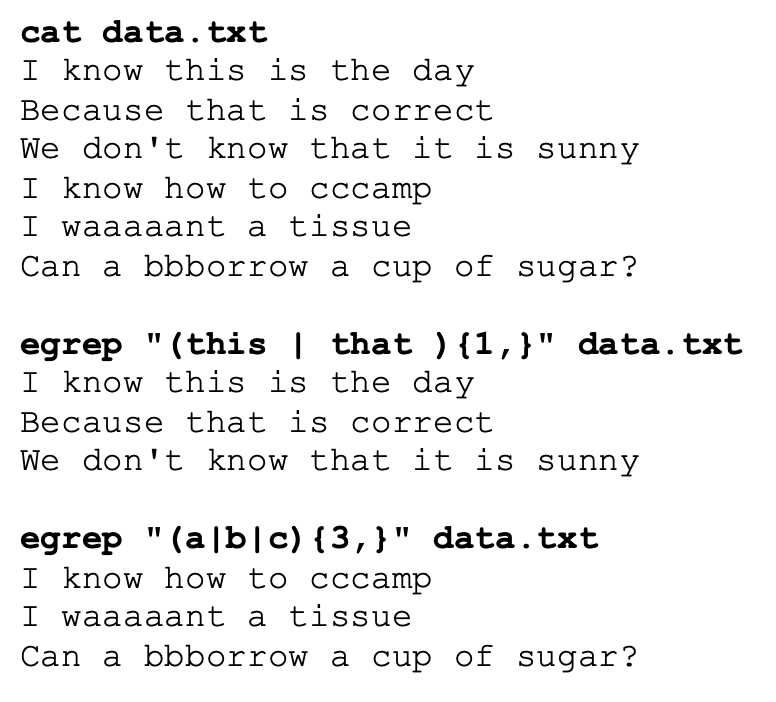 cat data.txt
I know this is the day
Because that is correct
We don't know that it is sunny
I know how to cccamp
I waaaaant a tissue
Can a bbborrow a cup of sugar?
egrep "(this | that ){1,}" data.txt
I know this is the day
Because that is correct
We don't know that it is sunny
egrep "(a|b|c){3,}" data.txt
I know how to cccamp
I waaaaant a tissue
Can a bbborrow a cup of sugar?